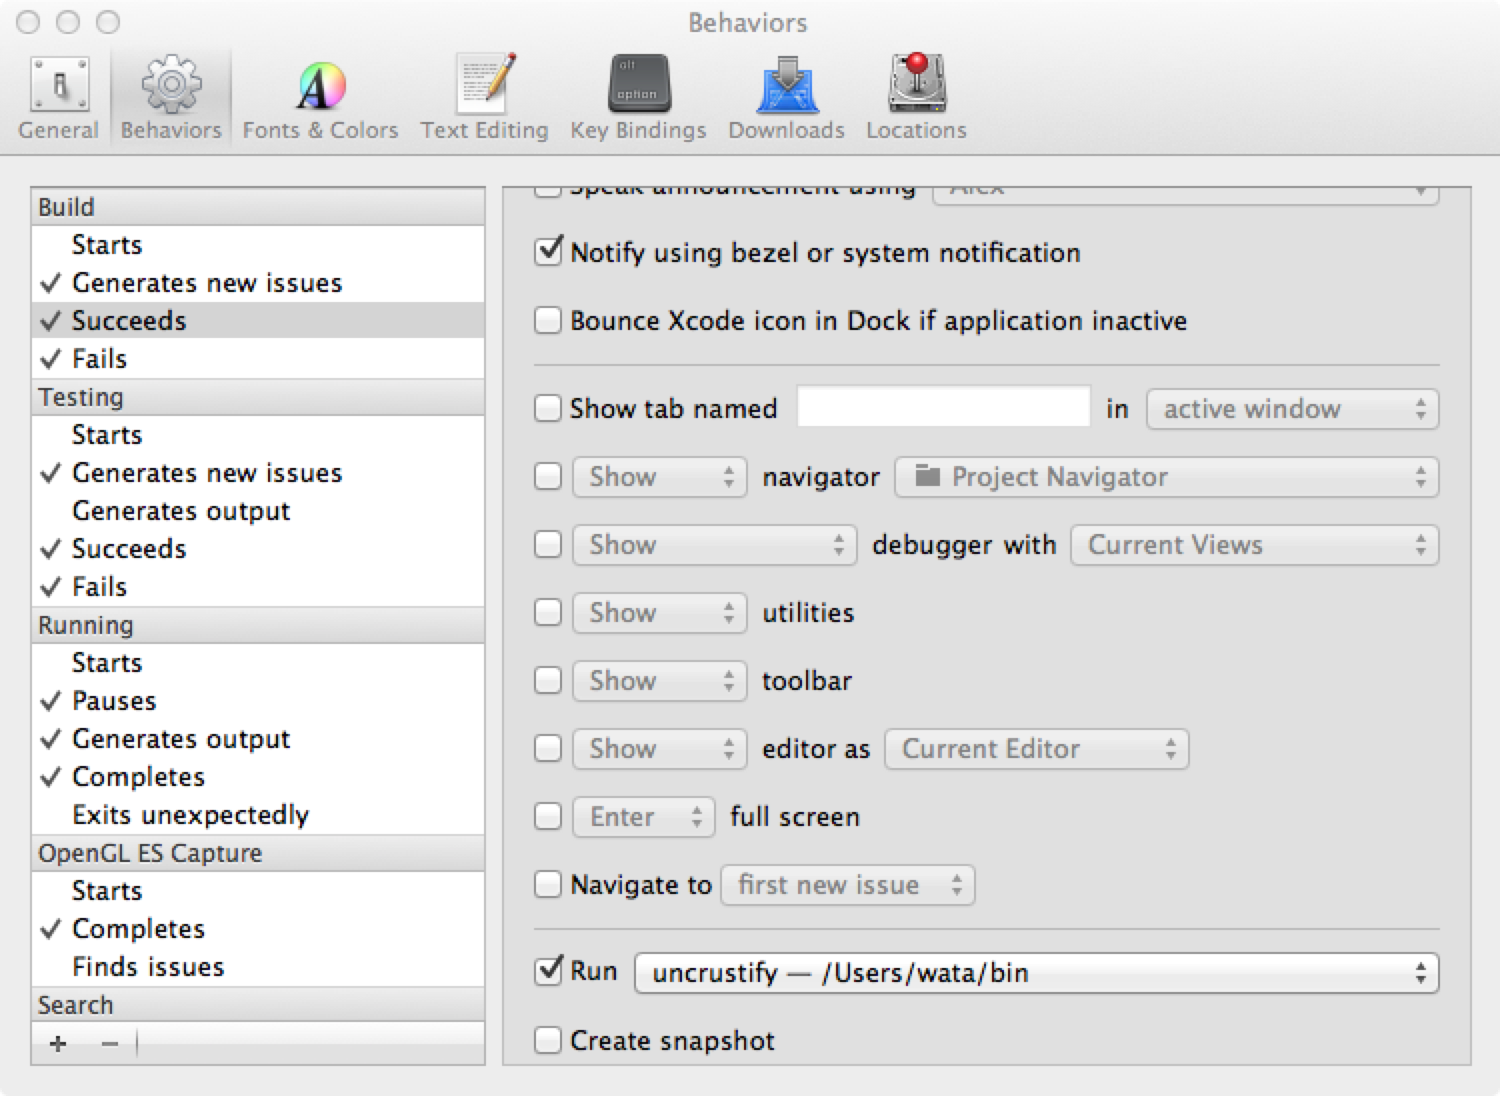 Behaviors
General Behaviors Fonts & Colors Text Editing Key Bindings Downloads Locations
alt
option
Build
Starts
Generates new issues
Succeeds
Fails
Testing
Starts
Generates new issues
Generates output
Succeeds
Fails
Running
Starts
Pauses
Generates output
Completes
Exits unexpectedly
OpenGL ES Capture
Starts
Completes
Finds issues
Search
Speak announcement using Alex
Notify using bezel or system notification
Bounce Xcode icon in Dock if application inactive
Show tab named in active window
Show navigator Project Navigator
Show debugger with Current Views
Show utilities
Show toolbar
Show editor as Current Editor
Enter full screen
Navigate to first new issue
Run uncrustify — /Users/wata/bin
Create snapshot